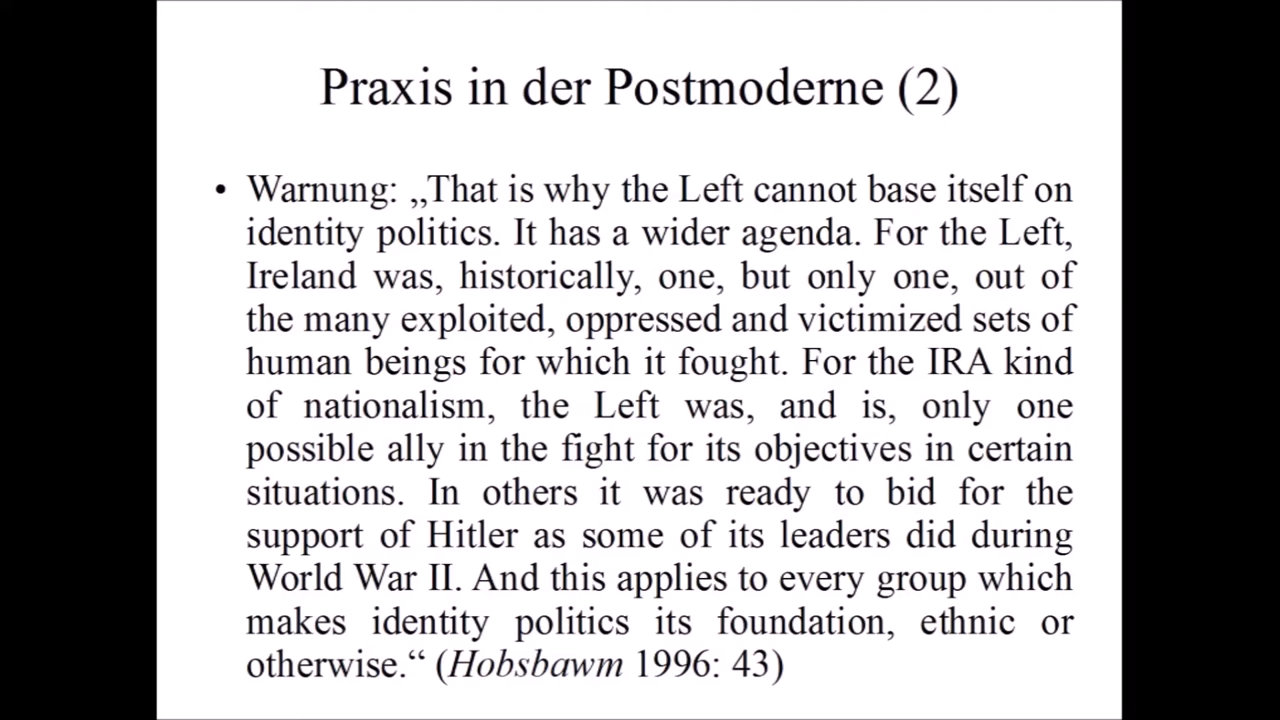 Praxis in der Postmoderne (2)
• Warnung: „That is why the Left cannot base itself on
identity politics. It has a wider agenda. For the Left,
Ireland was, historically, one, but only one, out of
the many exploited, oppressed and victimized sets of
human beings for which it fought. For the IRA kind
of nationalism, the Left was, and is, only one
possible ally in the fight for its objectives in certain
situations. In others it was ready to bid for the
support of Hitler as some of its leaders did during
World War II. And this applies to every group which
makes identity politics its foundation, ethnic or
otherwise.“ (Hobsbawm 1996: 43)